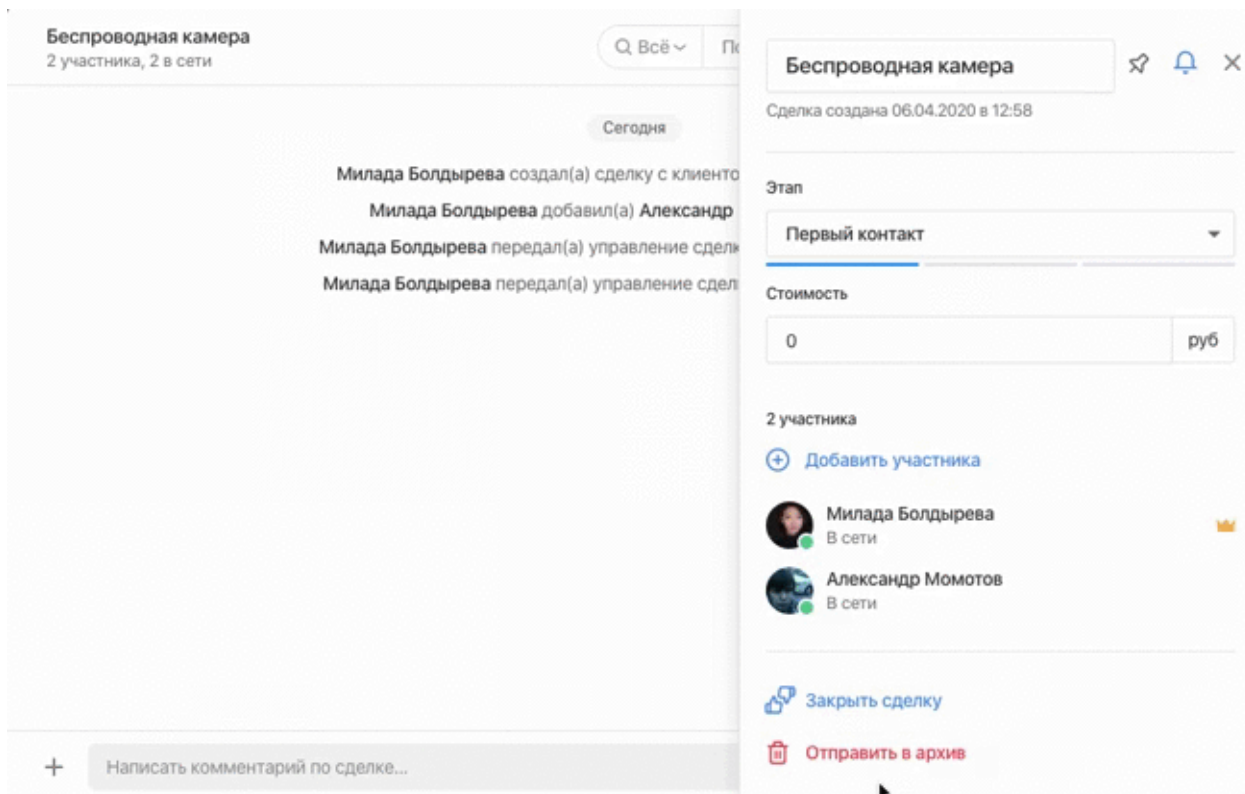 Беспроводная камера
2 участника, 2 в сети
Всё
Сегодня
Милада Болдырева создал(а) сделку с клиенто
Милада Болдырева добавил(а) Александр
Милада Болдырева передал(а) управление сделк
Милада Болдырева передал(а) управление сдел
Написать комментарий по сделке...
Беспроводная камера
Сделка создана 06.04.2020 в 12:58
Этап
Первый контакт
Стоимость
0 руб
2 участника
Добавить участника
Милада Болдырева
В сети
Александр Момотов
В сети
Закрыть сделку
Отправить в архив